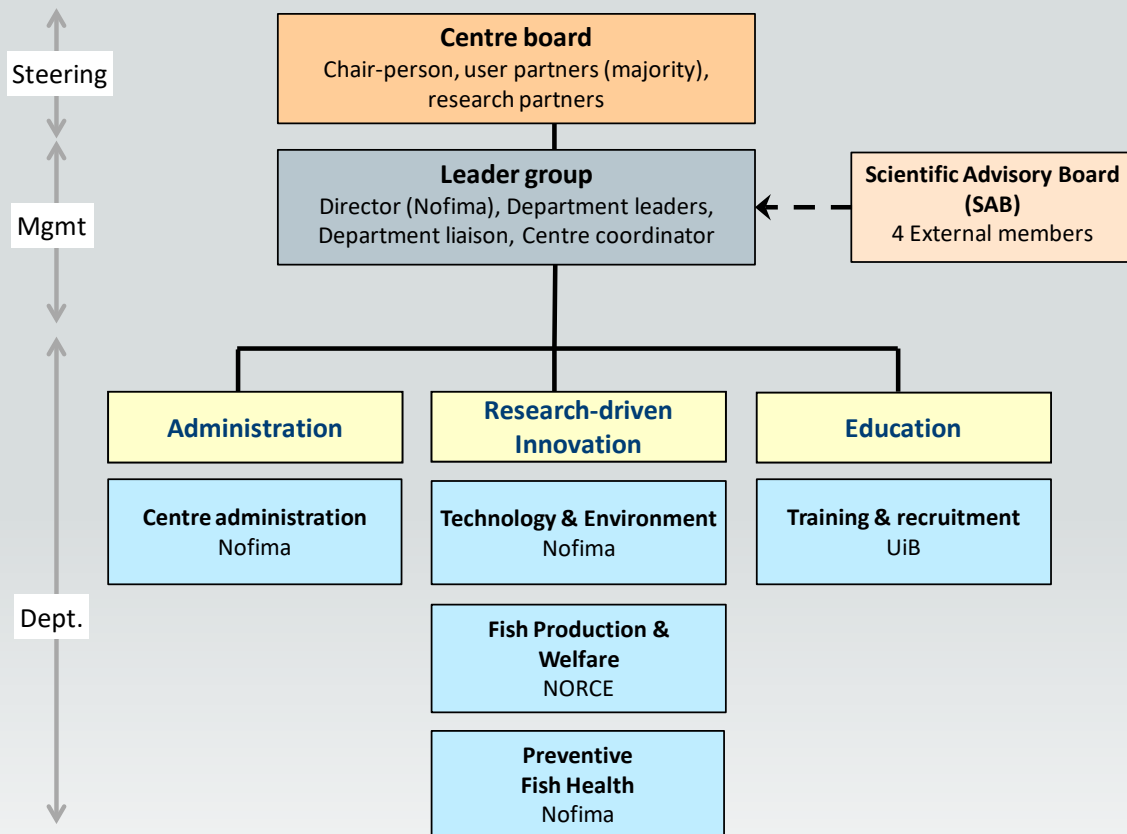 Steering
Centre board
Chair-person, user partners (majority),
research partners
Mgmt
Leader group
Director (Nofima), Department leaders,
Department liaison, Centre coordinator
Scientific Advisory Board
(SAB)
4 External members
Dept.
Administration
Research-driven
Innovation
Education
Centre administration
Nofima
Technology & Environment
Nofima
Training & recruitment
UiB
Fish Production &
Welfare
NORCE
Preventive
Fish Health
Nofima